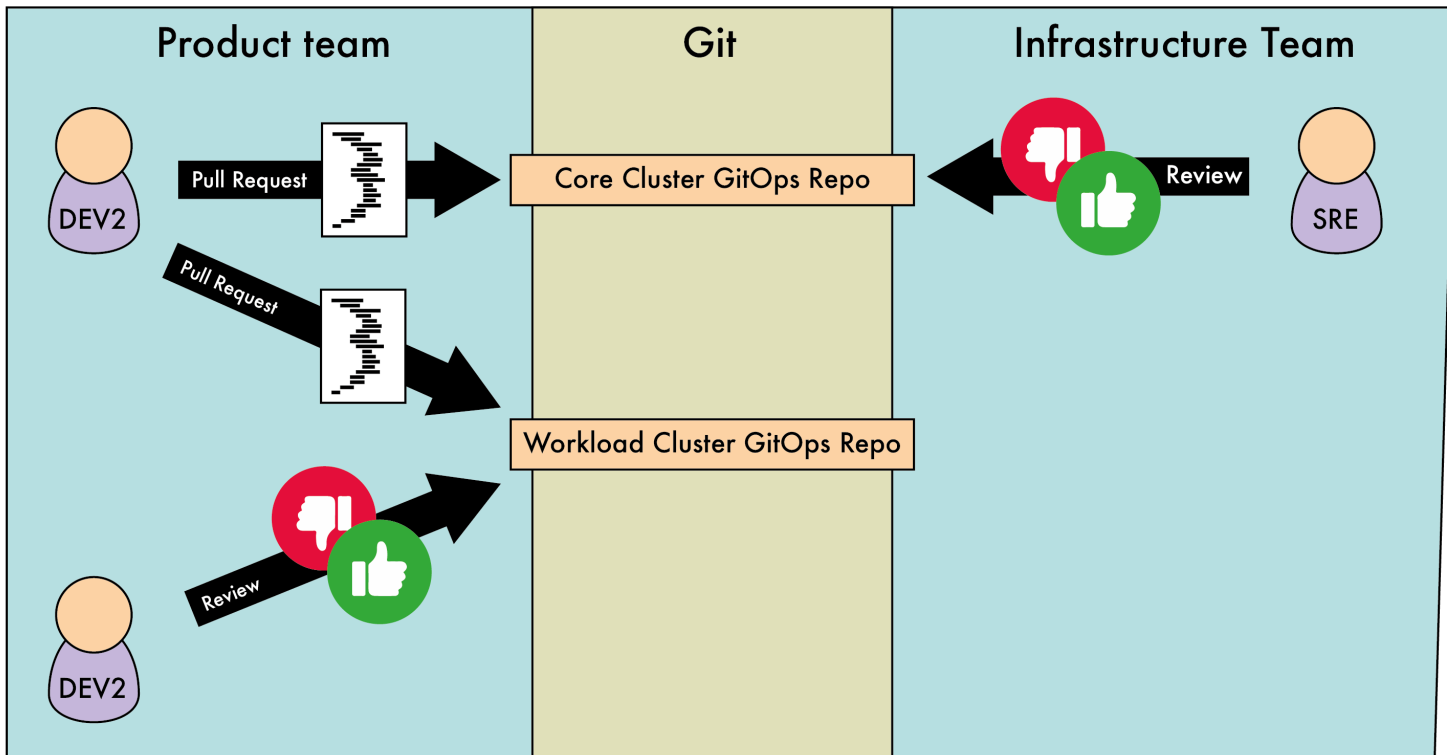 Product team
Git
Infrastructure Team
DEV2
Pull Request
Core Cluster GitOps Repo
Review
SRE
Pull Request
Workload Cluster GitOps Repo
Review
DEV2